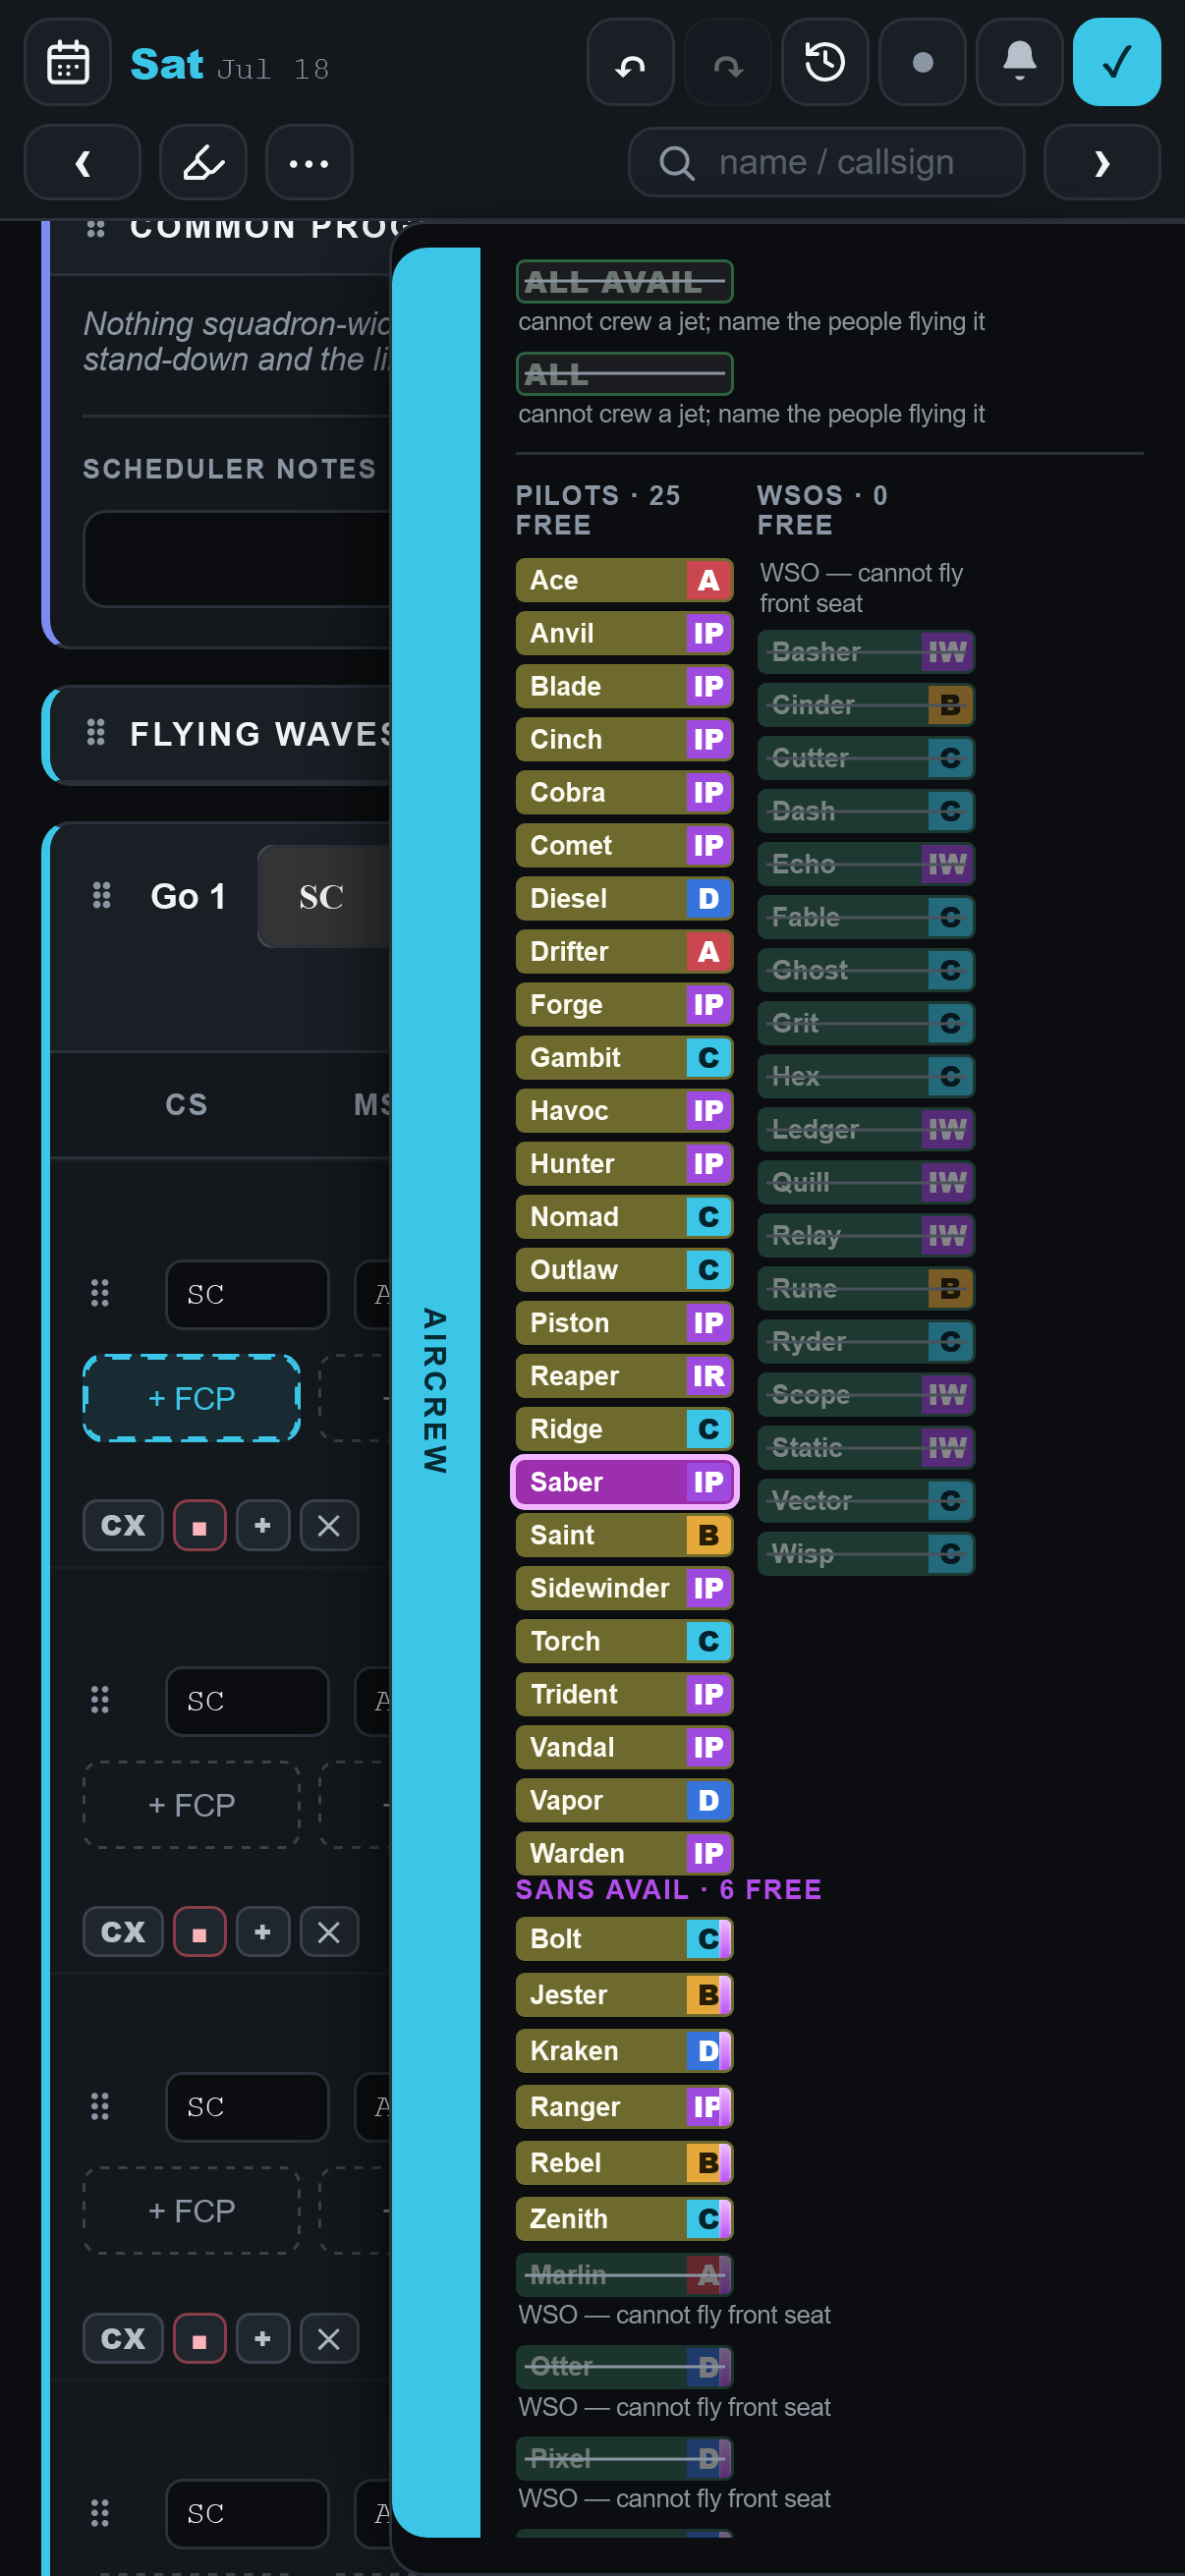 Sat Jul 18
name / callsign
COMMON PROG
Nothing squadron-wid
stand-down and the li
SCHEDULER NOTES
FLYING WAVES
Go 1 SC
CS MS
SC A
+ FCP
CX + ×
SC A
+ FCP
CX + ×
SC A
+ FCP
CX + ×
SC A
AIRCREW
ALL AVAIL
cannot crew a jet; name the people flying it
ALL
cannot crew a jet; name the people flying it
PILOTS · 25
FREE
Ace A
Anvil IP
Blade IP
Cinch IP
Cobra IP
Comet IP
Diesel D
Drifter A
Forge IP
Gambit C
Havoc IP
Hunter IP
Nomad C
Outlaw C
Piston IP
Reaper IR
Ridge C
Saber IP
Saint B
Sidewinder IP
Torch C
Trident IP
Vandal IP
Vapor D
Warden IP
WSOS · 0
FREE
WSO — cannot fly
front seat
Basher IW
Cinder B
Cutter C
Dash C
Echo IW
Fable C
Ghost C
Grit C
Hex C
Ledger IW
Quill IW
Relay IW
Rune B
Ryder C
Scope IW
Static IW
Vector C
Wisp C
SANS AVAIL · 6 FREE
Bolt C
Jester B
Kraken D
Ranger IP
Rebel B
Zenith C
Marlin A
WSO — cannot fly front seat
Otter D
WSO — cannot fly front seat
Pixel D
WSO — cannot fly front seat